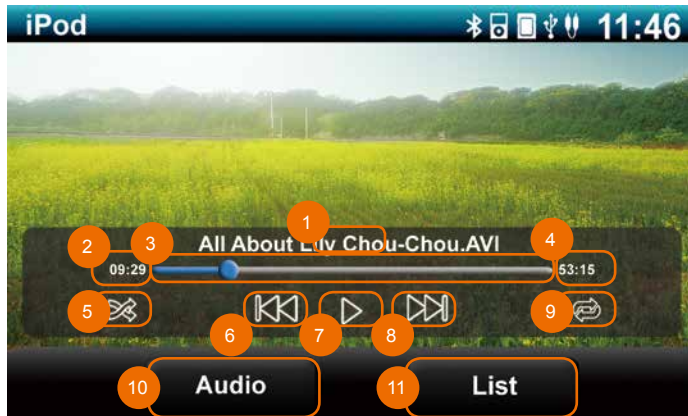 iPod 11:46
1
All About Lily Chou-Chou.AVI
2 3 4
09:29 53:15
5 6 7 8 9
10 Audio 11 List